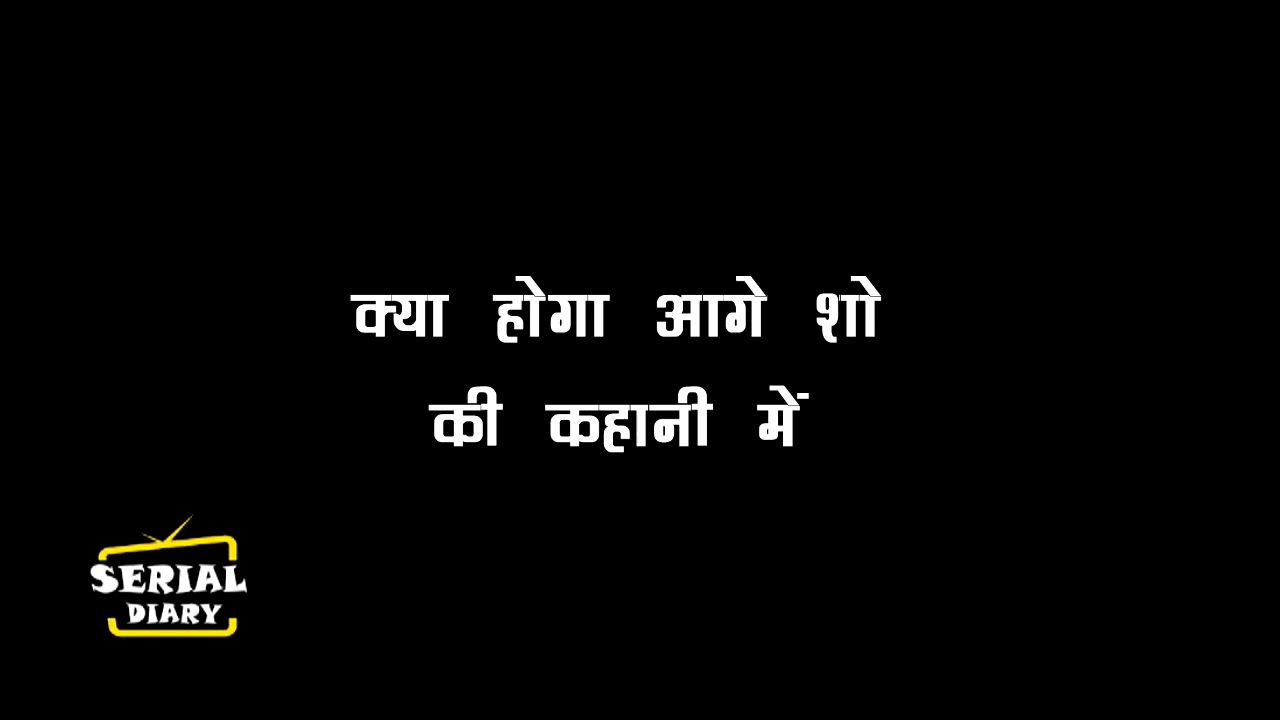 क्या होगा आगे शो
की कहानी में
SERIAL
DIARY